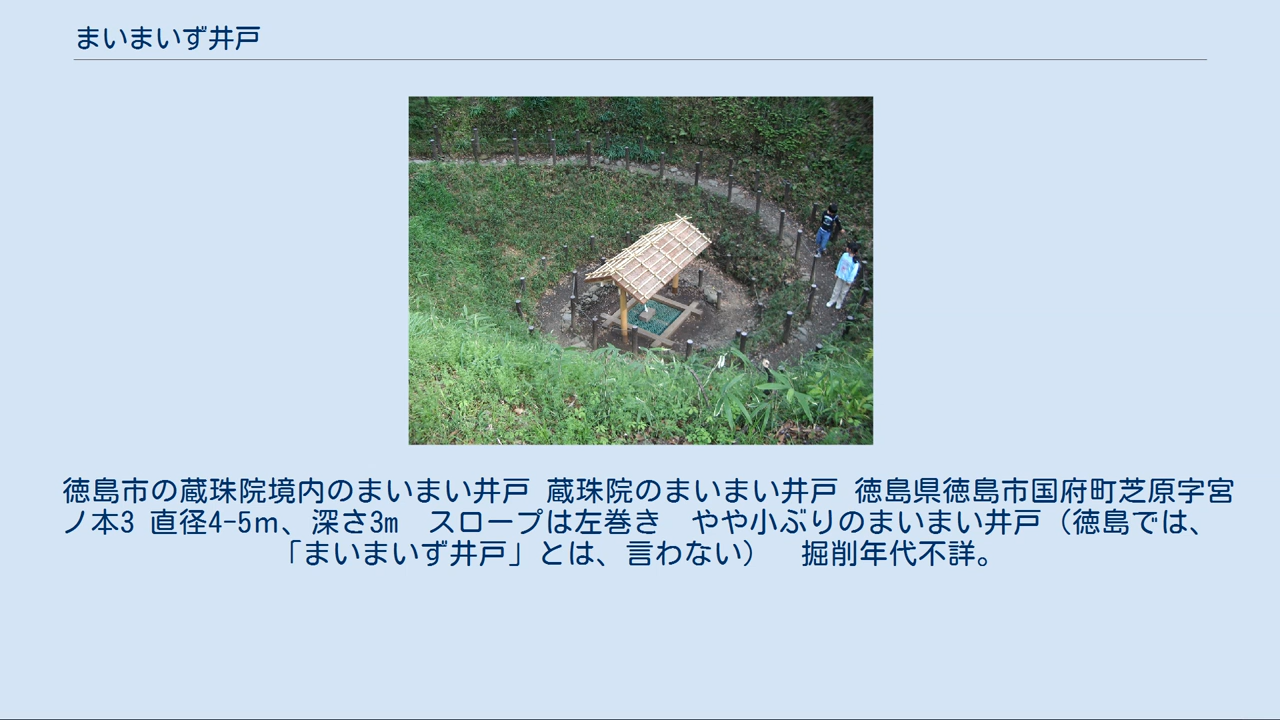 まいまいず井戸
徳島市の蔵珠院境内のまいまい井戸 蔵珠院のまいまい井戸 徳島県徳島市国府町芝原字宮
ノ本3 直径4-5ｍ、深さ3m　スロープは左巻き　やや小ぶりのまいまい井戸（徳島では、
「まいまいず井戸」とは、言わない）　掘削年代不詳。